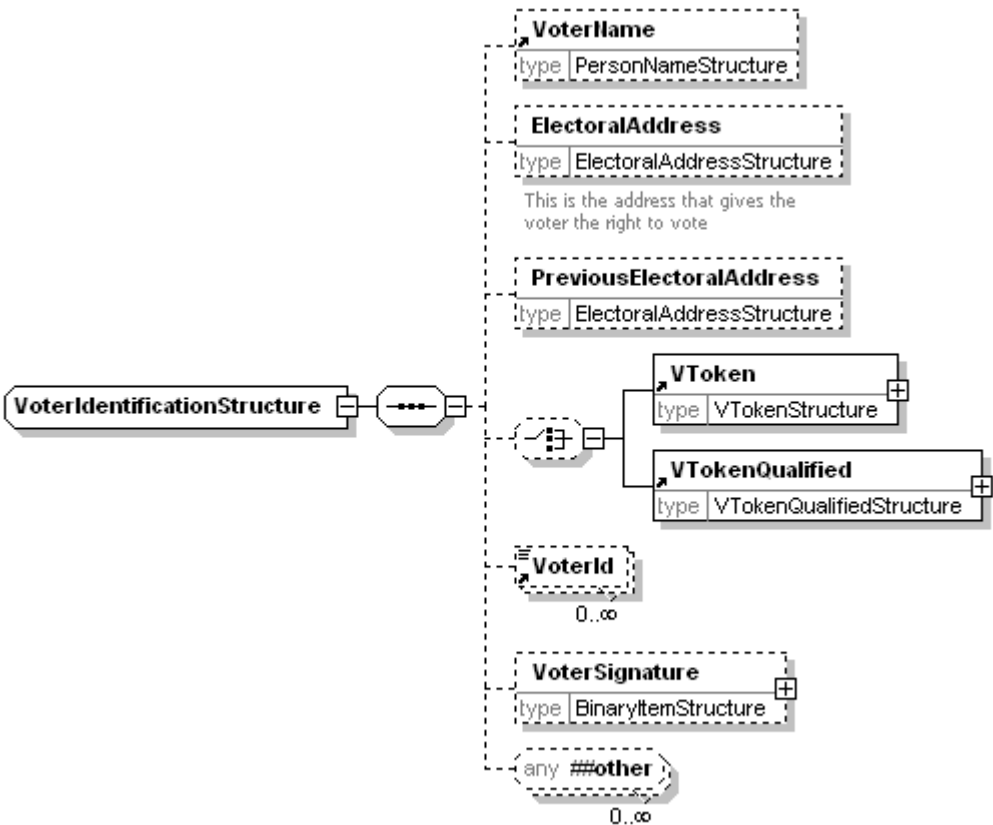 VoterName
type PersonNameStructure
ElectoralAddress
type ElectoralAddressStructure
This is the address that gives the
voter the right to vote
PreviousElectoralAddress
type ElectoralAddressStructure
VoterIdentificationStructure
VToken
type VTokenStructure
VTokenQualified
type VTokenQualifiedStructure
VoterId
0..∞
VoterSignature
type BinaryItemStructure
any ##other
0..∞